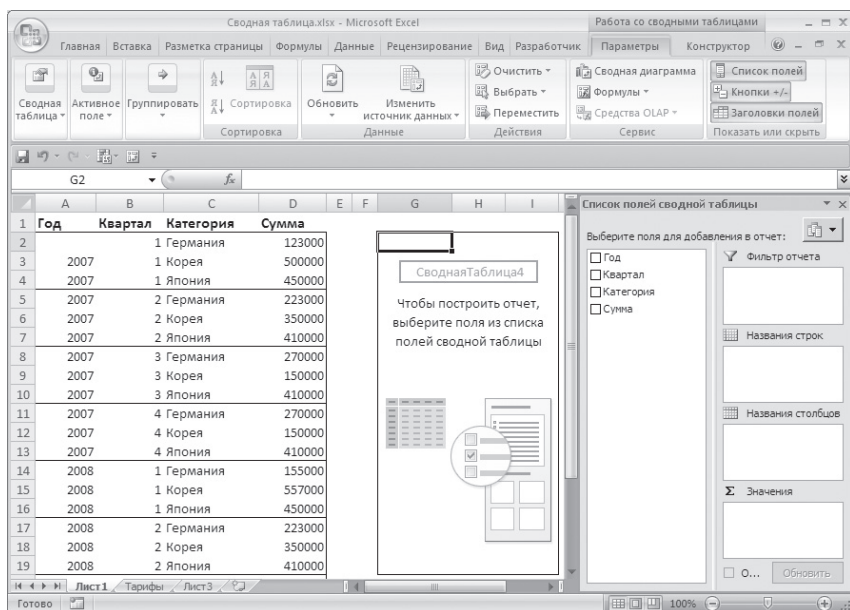 Сводная таблица.xlsx - Microsoft Excel
Работа со сводными таблицами
Главная Вставка Разметка страницы Формулы Данные Рецензирование Вид Разработчик Параметры Конструктор
Сводная таблица
Активное поле
Группировать
Сортировка
Сортировка
Обновить
Изменить источник данных
Данные
Очистить
Выбрать
Переместить
Действия
Сводная диаграмма
Формулы
Средства OLAP
Сервис
Список полей
Кнопки +/-
Заголовки полей
Показать или скрыть
G2 fx
A B C D E F G H I
1 Год Квартал Категория Сумма
2 1 Германия 123000
3 2007 1 Корея 500000
4 2007 1 Япония 450000
5 2007 2 Германия 223000
6 2007 2 Корея 350000
7 2007 2 Япония 410000
8 2007 3 Германия 270000
9 2007 3 Корея 150000
10 2007 3 Япония 410000
11 2007 4 Германия 270000
12 2007 4 Корея 150000
13 2007 4 Япония 410000
14 2008 1 Германия 155000
15 2008 1 Корея 557000
16 2008 1 Япония 450000
17 2008 2 Германия 223000
18 2008 2 Корея 350000
19 2008 2 Япония 410000
СводнаяТаблица4
Чтобы построить отчет,
выберите поля из списка
полей сводной таблицы
Список полей сводной таблицы
Выберите поля для добавления в отчет:
Год
Квартал
Категория
Сумма
Фильтр отчета
Названия строк
Названия столбцов
Σ Значения
О... Обновить
Лист1 Тарифы Лист3
Готово
100%